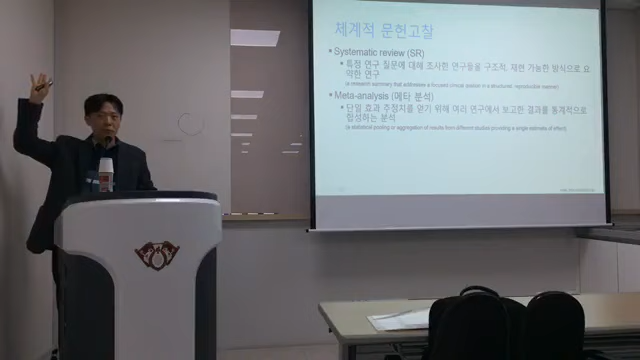 체계적 문헌고찰
• Systematic review (SR)
• 특정 연구 질문에 대해 조사한 연구들을 구조적, 재현 가능한 방식으로 요
약한 연구
(a research summary that addresses a focused clinical question in a structured, reproducible manner)
• Meta-analysis (메타 분석)
• 단일 효과 추정치를 얻기 위해 여러 연구에서 보고한 결과를 통계적으로
합성하는 분석
(a statistical pooling or aggregation of results from different studies providing a single estimate of effect)